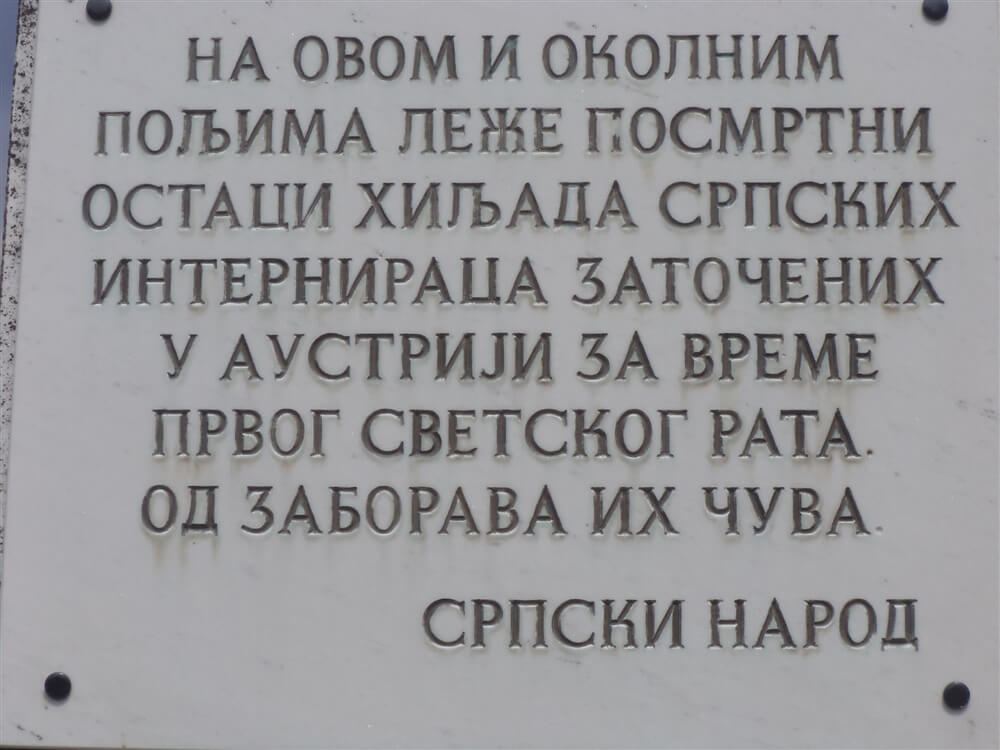 НА ОВОМ И ОКОЛНИМ
ПОЉИМА ЛЕЖЕ ПОСМРТНИ
ОСТАЦИ ХИЉАДА СРПСКИХ
ИНТЕРНИРАЦА ЗАТОЧЕНИХ
У АУСТРИЈИ ЗА ВРЕМЕ
ПРВОГ СВЕТСКОГ РАТА.
ОД ЗАБОРАВА ИХ ЧУВА.
СРПСКИ НАРОД